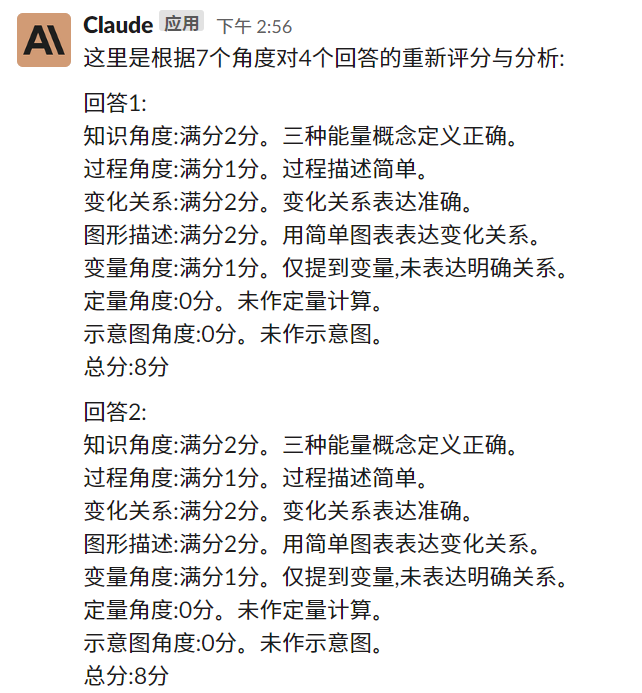 Claude 应用 下午 2:56
这里是根据7个角度对4个回答的重新评分与分析:
回答1:
知识角度:满分2分。三种能量概念定义正确。
过程角度:满分1分。过程描述简单。
变化关系:满分2分。变化关系表达准确。
图形描述:满分2分。用简单图表表达变化关系。
变量角度:满分1分。仅提到变量,未表达明确关系。
定量角度:0分。未作定量计算。
示意图角度:0分。未作示意图。
总分:8分
回答2:
知识角度:满分2分。三种能量概念定义正确。
过程角度:满分1分。过程描述简单。
变化关系:满分2分。变化关系表达准确。
图形描述:满分2分。用简单图表表达变化关系。
变量角度:满分1分。仅提到变量,未表达明确关系。
定量角度:0分。未作定量计算。
示意图角度:0分。未作示意图。
总分:8分